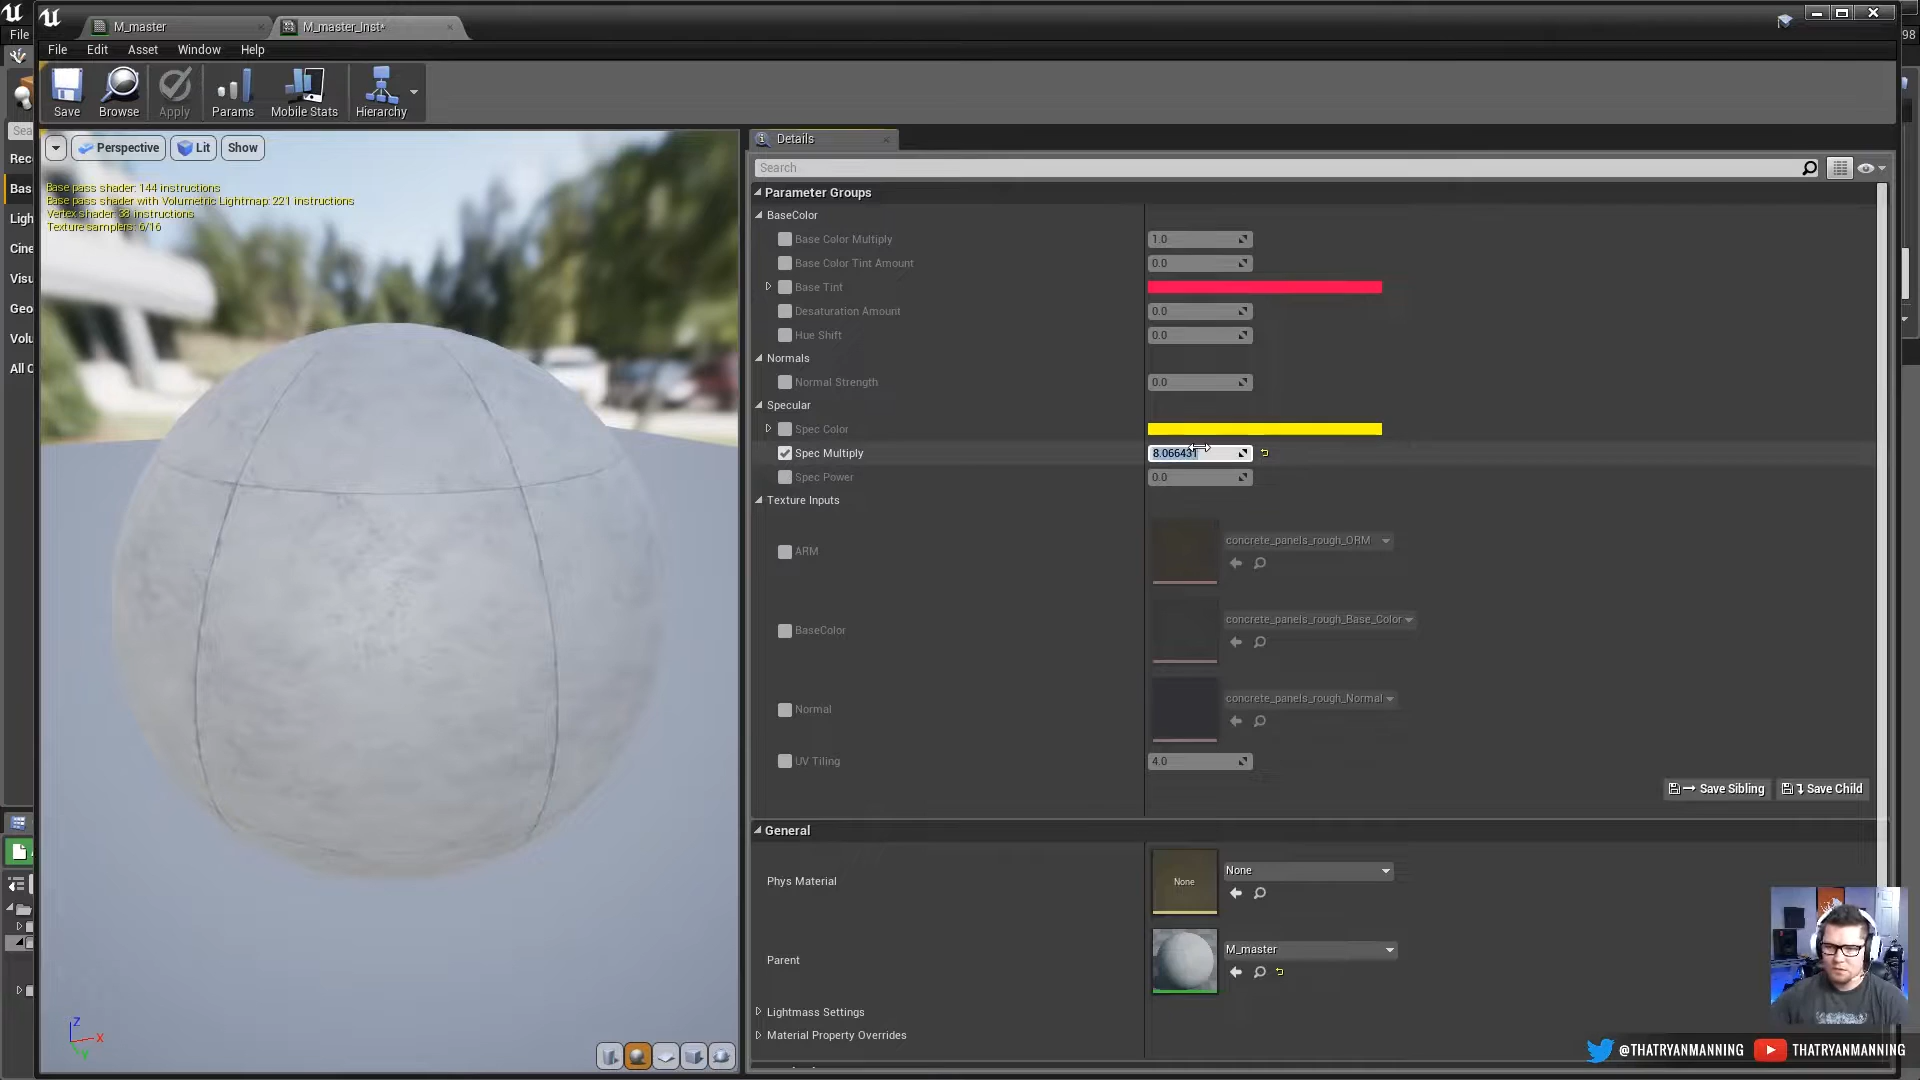 M_master
M_master_Inst*
File
File Edit Asset Window Help
98
Save Browse Apply Params Mobile Stats Hierarchy
Perspective Lit Show
Base pass shader: 144 instructions
Base pass shader with Volumetric Lightmap: 221 instructions
Vertex shader: 38 instructions
Texture samplers: 6/16
Sea
Rec
Bas
Ligh
Cine
Visu
Geo
Volu
All C
Details
Search
Parameter Groups
BaseColor
Base Color Multiply 1.0
Base Color Tint Amount 0.0
Base Tint
Desaturation Amount 0.0
Hue Shift 0.0
Normals
Normal Strength 0.0
Specular
Spec Color
Spec Multiply 8.066431
Spec Power 0.0
Texture Inputs
ARM concrete_panels_rough_ORM
BaseColor concrete_panels_rough_Base_Color
Normal concrete_panels_rough_Normal
UV Tiling 4.0
Save Sibling Save Child
General
Phys Material None None
Parent M_master
Lightmass Settings
Material Property Overrides
Z
X
Y
@THATRYANMANNING THATRYANMANNING